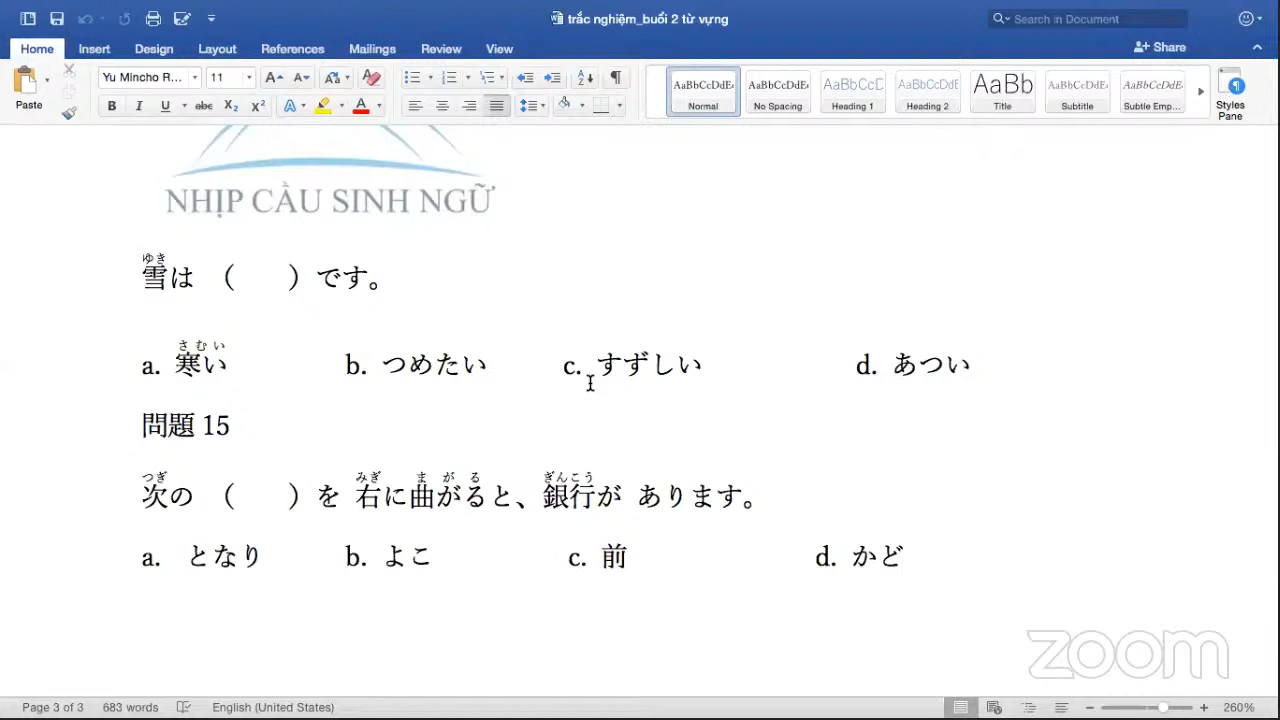 trắc nghiệm_buổi 2 từ vựng
Search in Document
Home Insert Design Layout References Mailings Review View
Share
Paste
Yu Mincho R... 11
AaBbCcDdEe AaBbCcDdEe AaBbCcDc AaBbCcDdEe AaBb AaBbCcDdEe AaBbCcDdEe
Normal No Spacing Heading 1 Heading 2 Title Subtitle Subtle Emp...
Styles
Pane
NHỊP CẦU SINH NGỮ
ゆき
雪は （　　）です。
さむい
a. 寒い b. つめたい c. すずしい d. あつい
問題 15
つぎ みぎ ま が る ぎんこう
次の （　　）を 右に曲がると、銀行が あります。
a. となり b. よこ c. 前 d. かど
zoom
Page 3 of 3 683 words English (United States) 260%